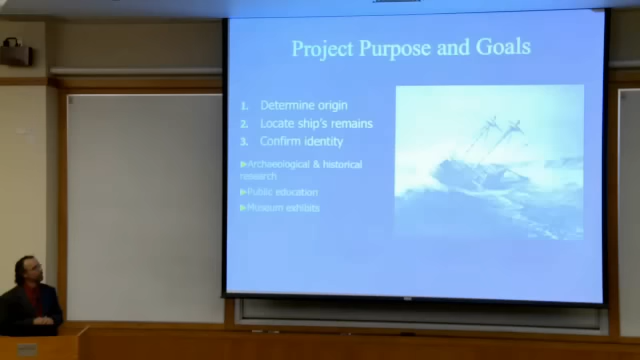 Project Purpose and Goals
1. Determine origin
2. Locate ship's remains
3. Confirm identity
►Archaeological & historical
research
►Public education
►Museum exhibits